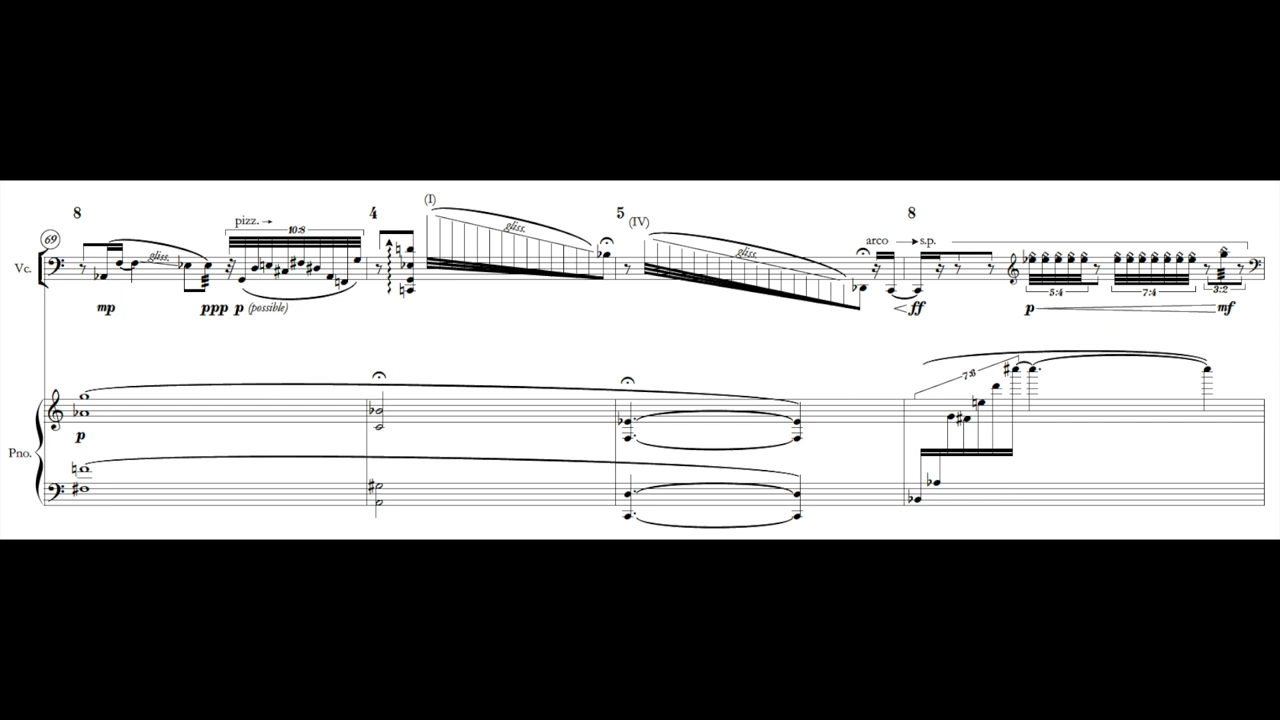 8 4 5 8
(I)
(IV)
pizz. → 10:8 gliss. arco → s.p.
69
Vc. gliss. gliss.
5:4 7:4 3:2
mp ppp p (possible) ff p mf
7:8
p
Pno.